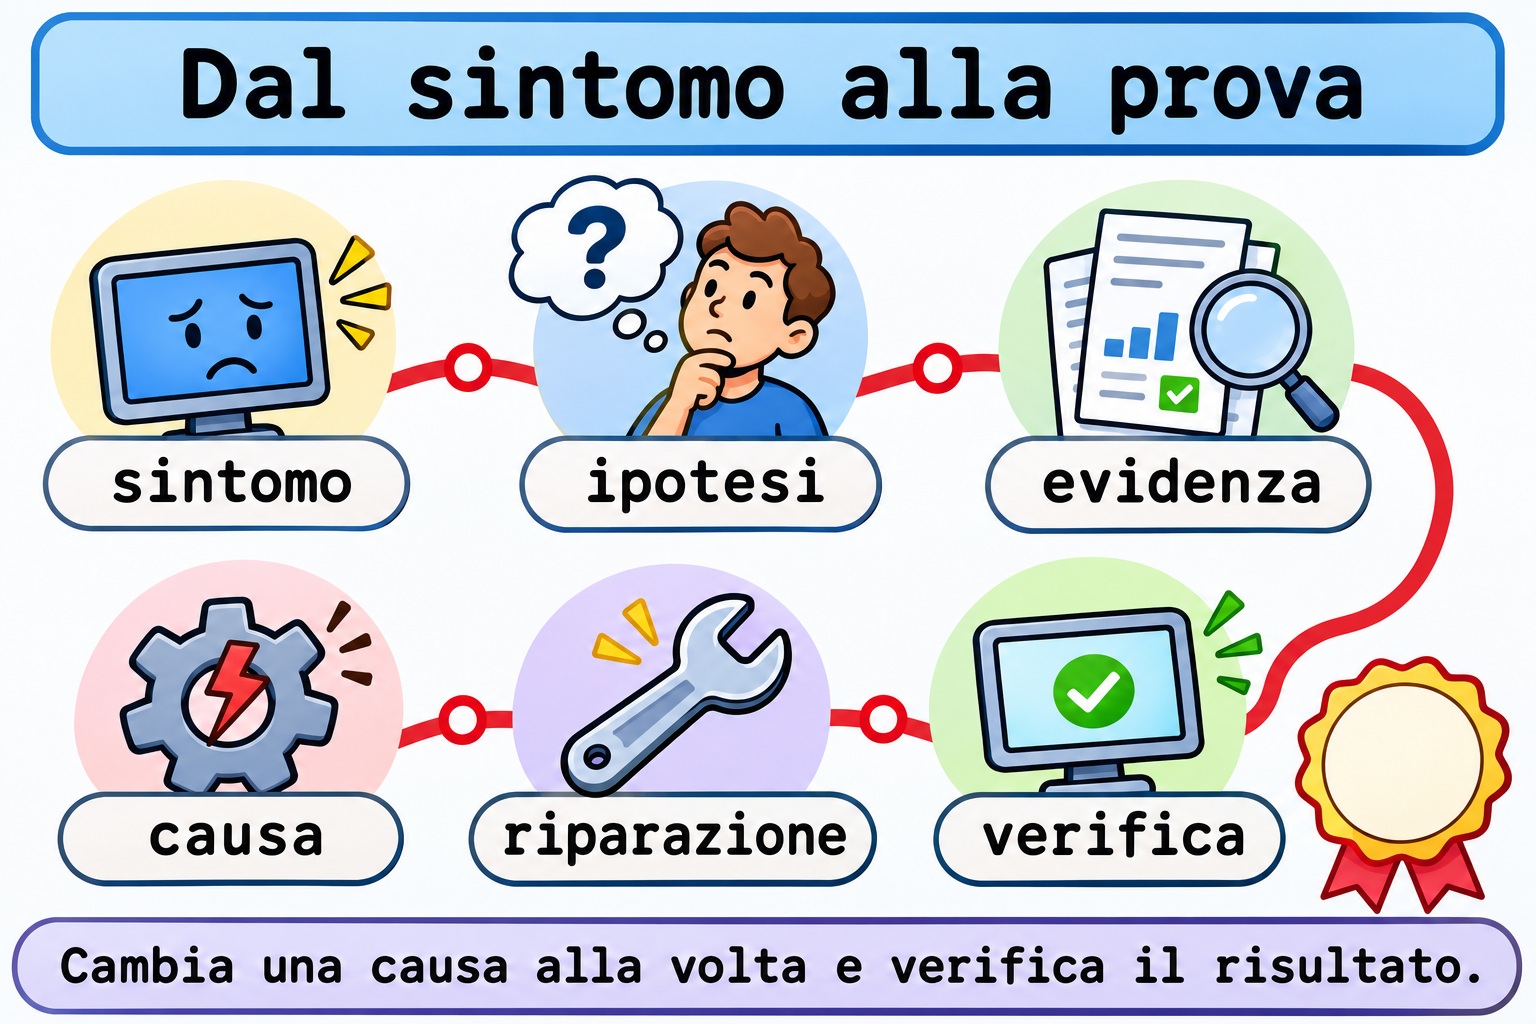 Dal sintomo alla prova
sintomo
ipotesi
evidenza
causa
riparazione
verifica
Cambia una causa alla volta e verifica il risultato.